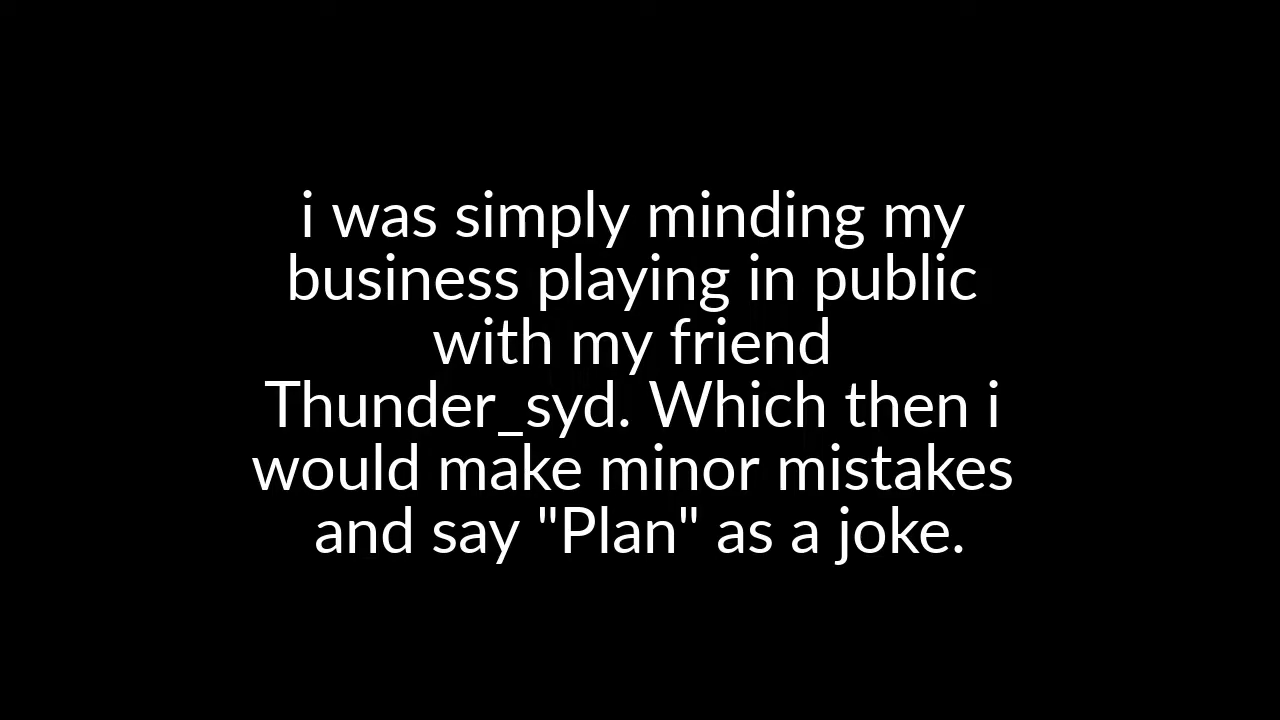 i was simply minding my
business playing in public
with my friend
Thunder_syd. Which then i
would make minor mistakes
and say "Plan" as a joke.